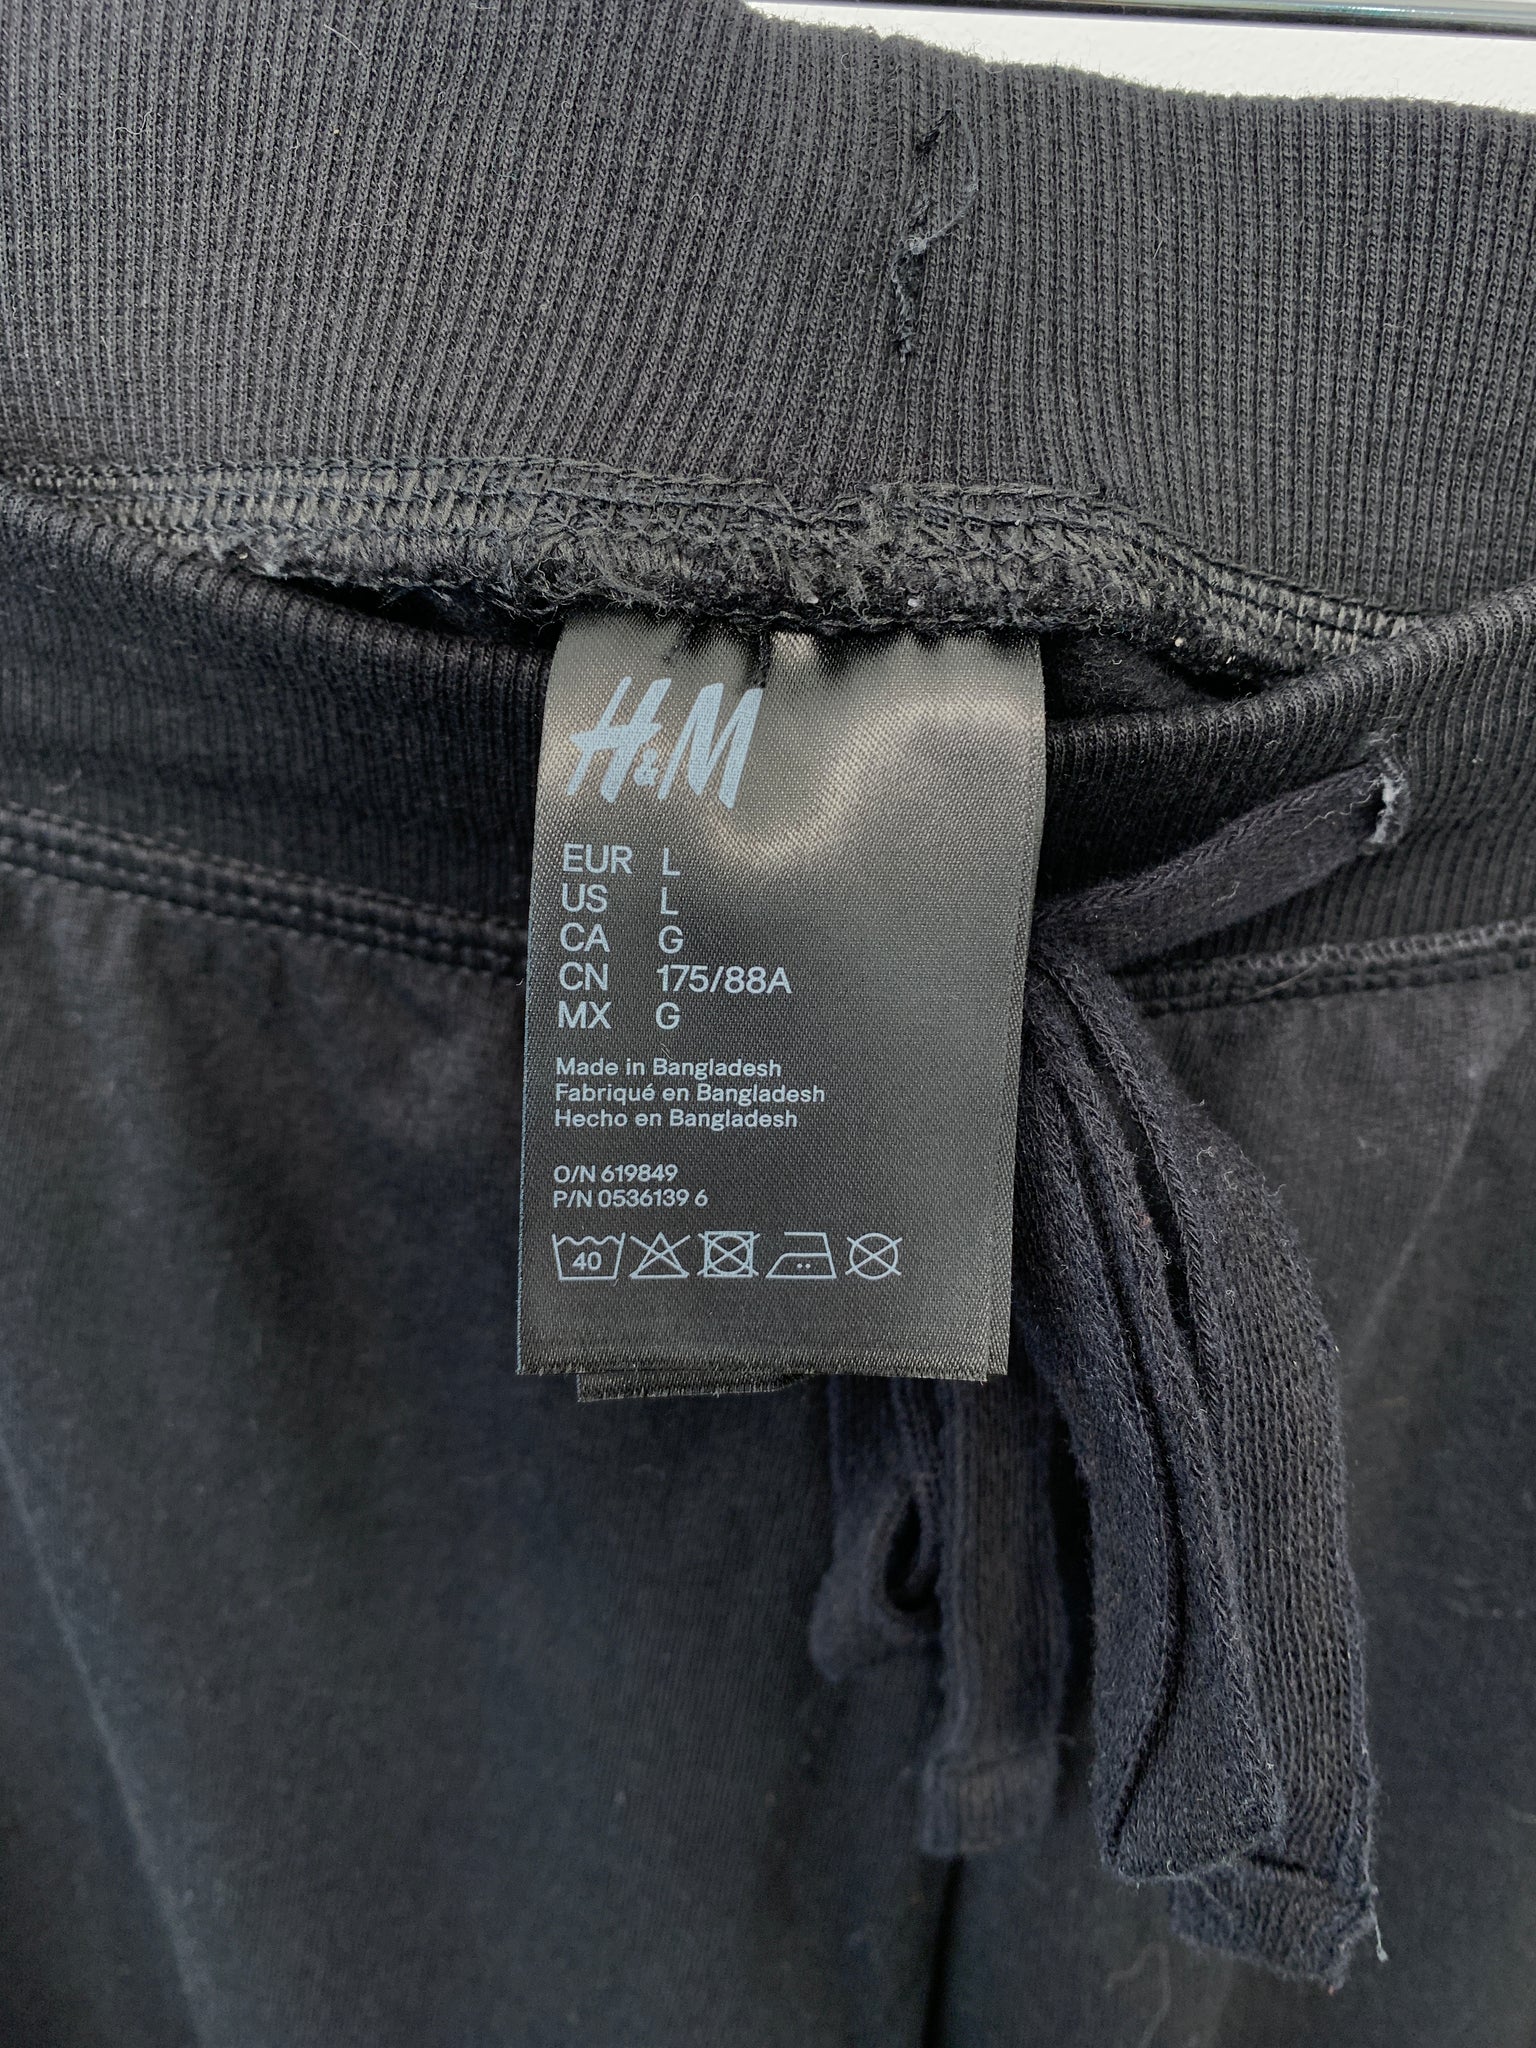 H&M
EUR L
US L
CA G
CN 175/88A
MX G
Made in Bangladesh
Fabriqué en Bangladesh
Hecho en Bangladesh
O/N 619849
P/N 0536139 6
40